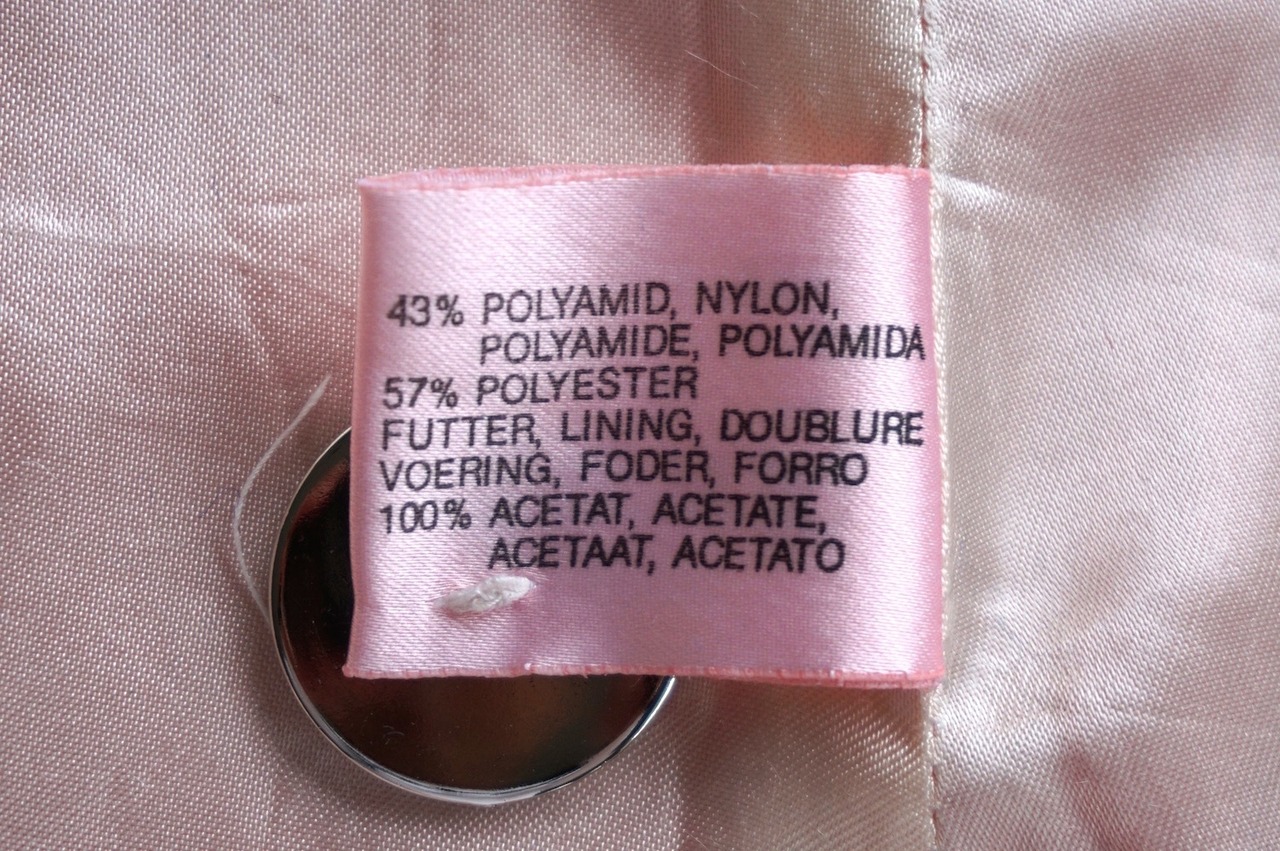 43% POLYAMID, NYLON,
POLYAMIDE, POLYAMIDA
57% POLYESTER
FUTTER, LINING, DOUBLURE
VOERING, FODER, FORRO
100% ACETAT, ACETATE,
ACETAAT, ACETATO